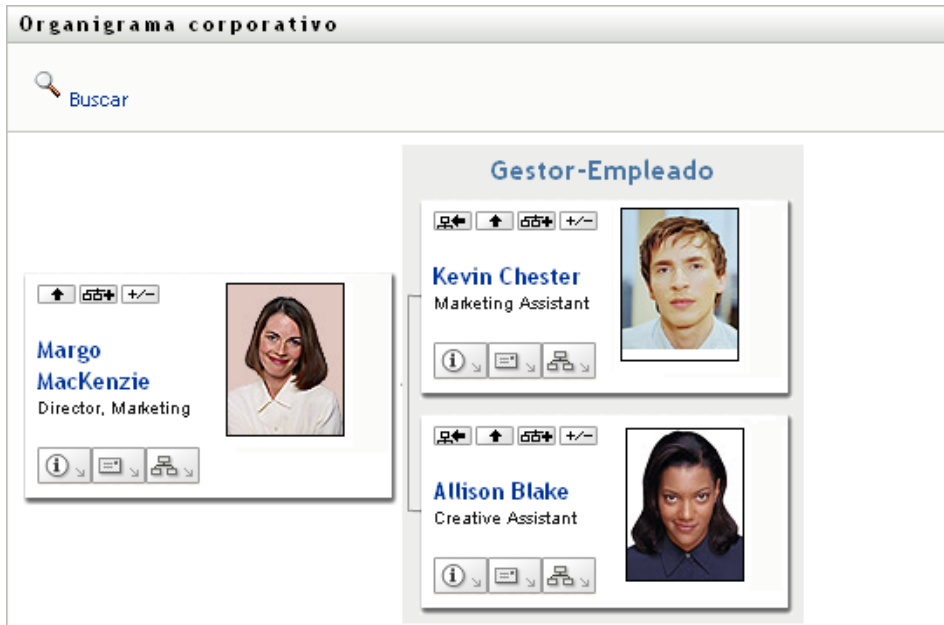 Organigrama corporativo
Buscar
Gestor-Empleado
Margo
MacKenzie
Director, Marketing
Kevin Chester
Marketing Assistant
Allison Blake
Creative Assistant